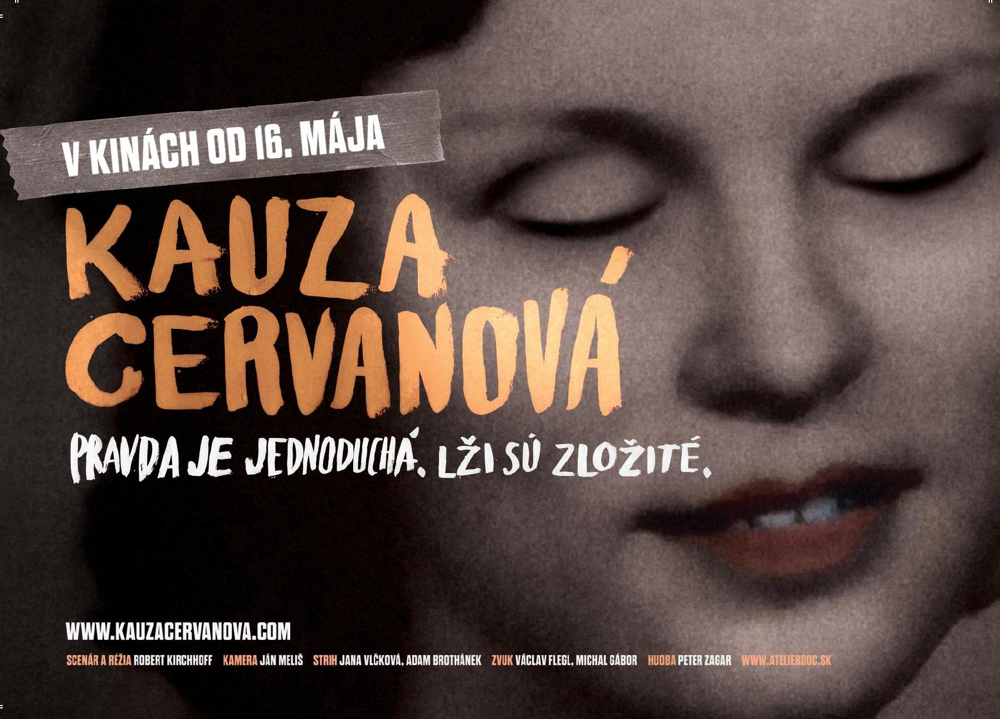 V KINÁCH OD 16. MÁJA
KAUZA
CERVANOVÁ
PRAVDA JE JEDNODUCHÁ. LŽI SÚ ZLOŽITÉ.
WWW.KAUZACERVANOVA.COM
SCENÁR A RÉŽIA ROBERT KIRCHHOFF KAMERA JÁN MELIŠ STRIH JANA VLČKOVÁ, ADAM BROTHÁNEK ZVUK VÁCLAV FLEGL, MICHAL GÁBOR HUDBA PETER ZAGAR WWW.ATELIERDOC.SK